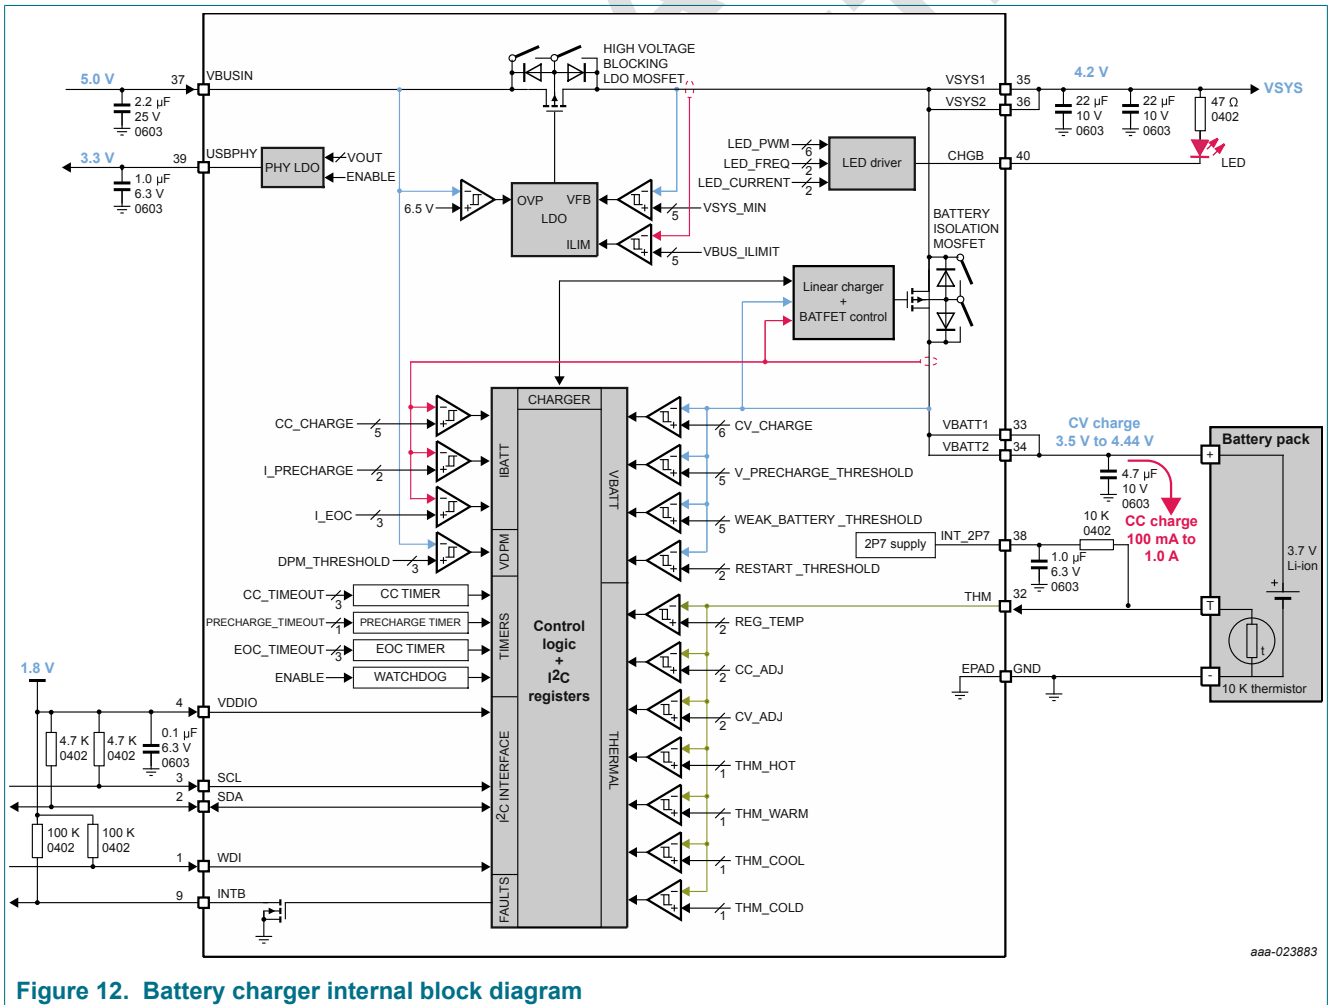 HIGH VOLTAGE
BLOCKING
LDO MOSFET
5.0 V
37
VBUSIN
2.2 µF
25 V
0603
VSYS1
35
4.2 V
VSYS
VSYS2
36
22 µF
10 V
0603
22 µF
10 V
0603
47 Ω
0402
LED
3.3 V
39
USBPHY
PHY LDO
VOUT
ENABLE
1.0 µF
6.3 V
0603
LED_PWM
6
LED_FREQ
2
LED_CURRENT
2
LED driver
CHGB
40
6.5 V
OVP
VFB
LDO
ILIM
5
VSYS_MIN
5
VBUS_ILIMIT
BATTERY
ISOLATION
MOSFET
Linear charger
+
BATFET control
CHARGER
CC_CHARGE
5
I_PRECHARGE
2
I_EOC
3
DPM_THRESHOLD
3
IBATT
VDPM
VBATT
6
CV_CHARGE
5
V_PRECHARGE_THRESHOLD
5
WEAK_BATTERY _THRESHOLD
2
RESTART _THRESHOLD
VBATT1
33
VBATT2
34
CV charge
3.5 V to 4.44 V
4.7 µF
10 V
0603
CC charge
100 mA to
1.0 A
Battery pack
+
3.7 V
Li-ion
+
T
t
-
10 K thermistor
2P7 supply
INT_2P7
38
10 K
0402
1.0 µF
6.3 V
0603
THM
32
EPAD
GND
CC_TIMEOUT
3
CC TIMER
PRECHARGE_TIMEOUT
1
PRECHARGE TIMER
EOC_TIMEOUT
3
EOC TIMER
ENABLE
WATCHDOG
TIMERS
Control
logic
+
I2C
registers
THERMAL
2
REG_TEMP
2
CC_ADJ
2
CV_ADJ
1
THM_HOT
1
THM_WARM
1
THM_COOL
1
THM_COLD
1.8 V
4
VDDIO
4.7 K
0402
4.7 K
0402
0.1 µF
6.3 V
0603
3
SCL
2
SDA
I2C INTERFACE
100 K
0402
100 K
0402
1
WDI
9
INTB
FAULTS
aaa-023883
Figure 12. Battery charger internal block diagram